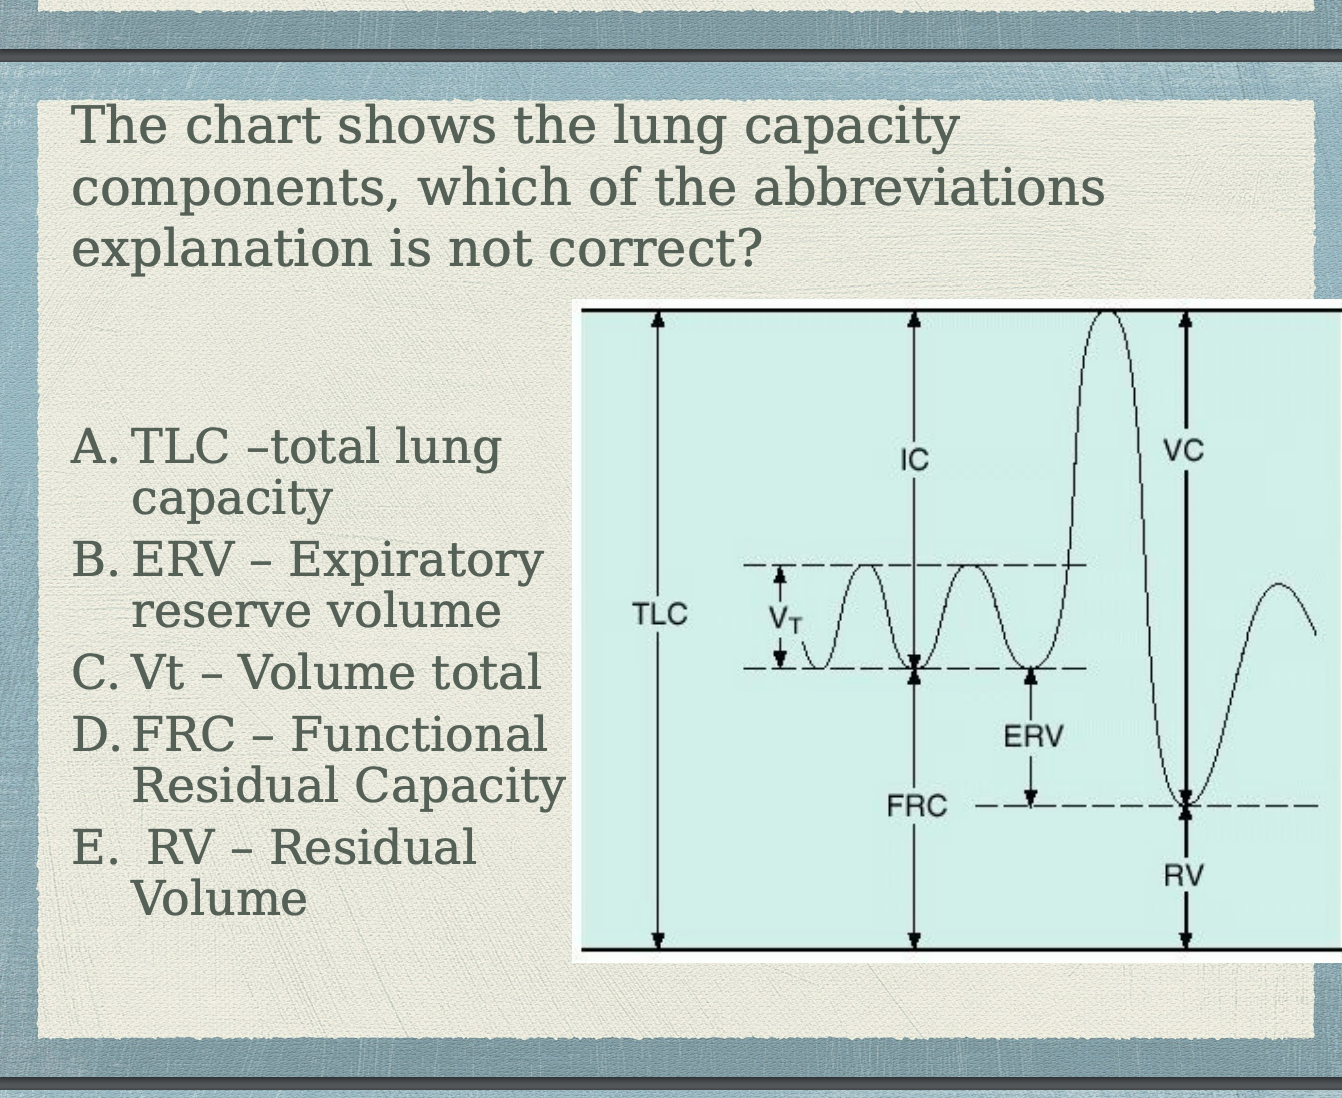 The chart shows the lung capacity
components, which of the abbreviations
explanation is not correct?
A. TLC –total lung
capacity
B. ERV – Expiratory
reserve volume
C. Vt – Volume total
D. FRC – Functional
Residual Capacity
E. RV – Residual
Volume
IC
VC
TLC
VT
ERV
FRC
RV